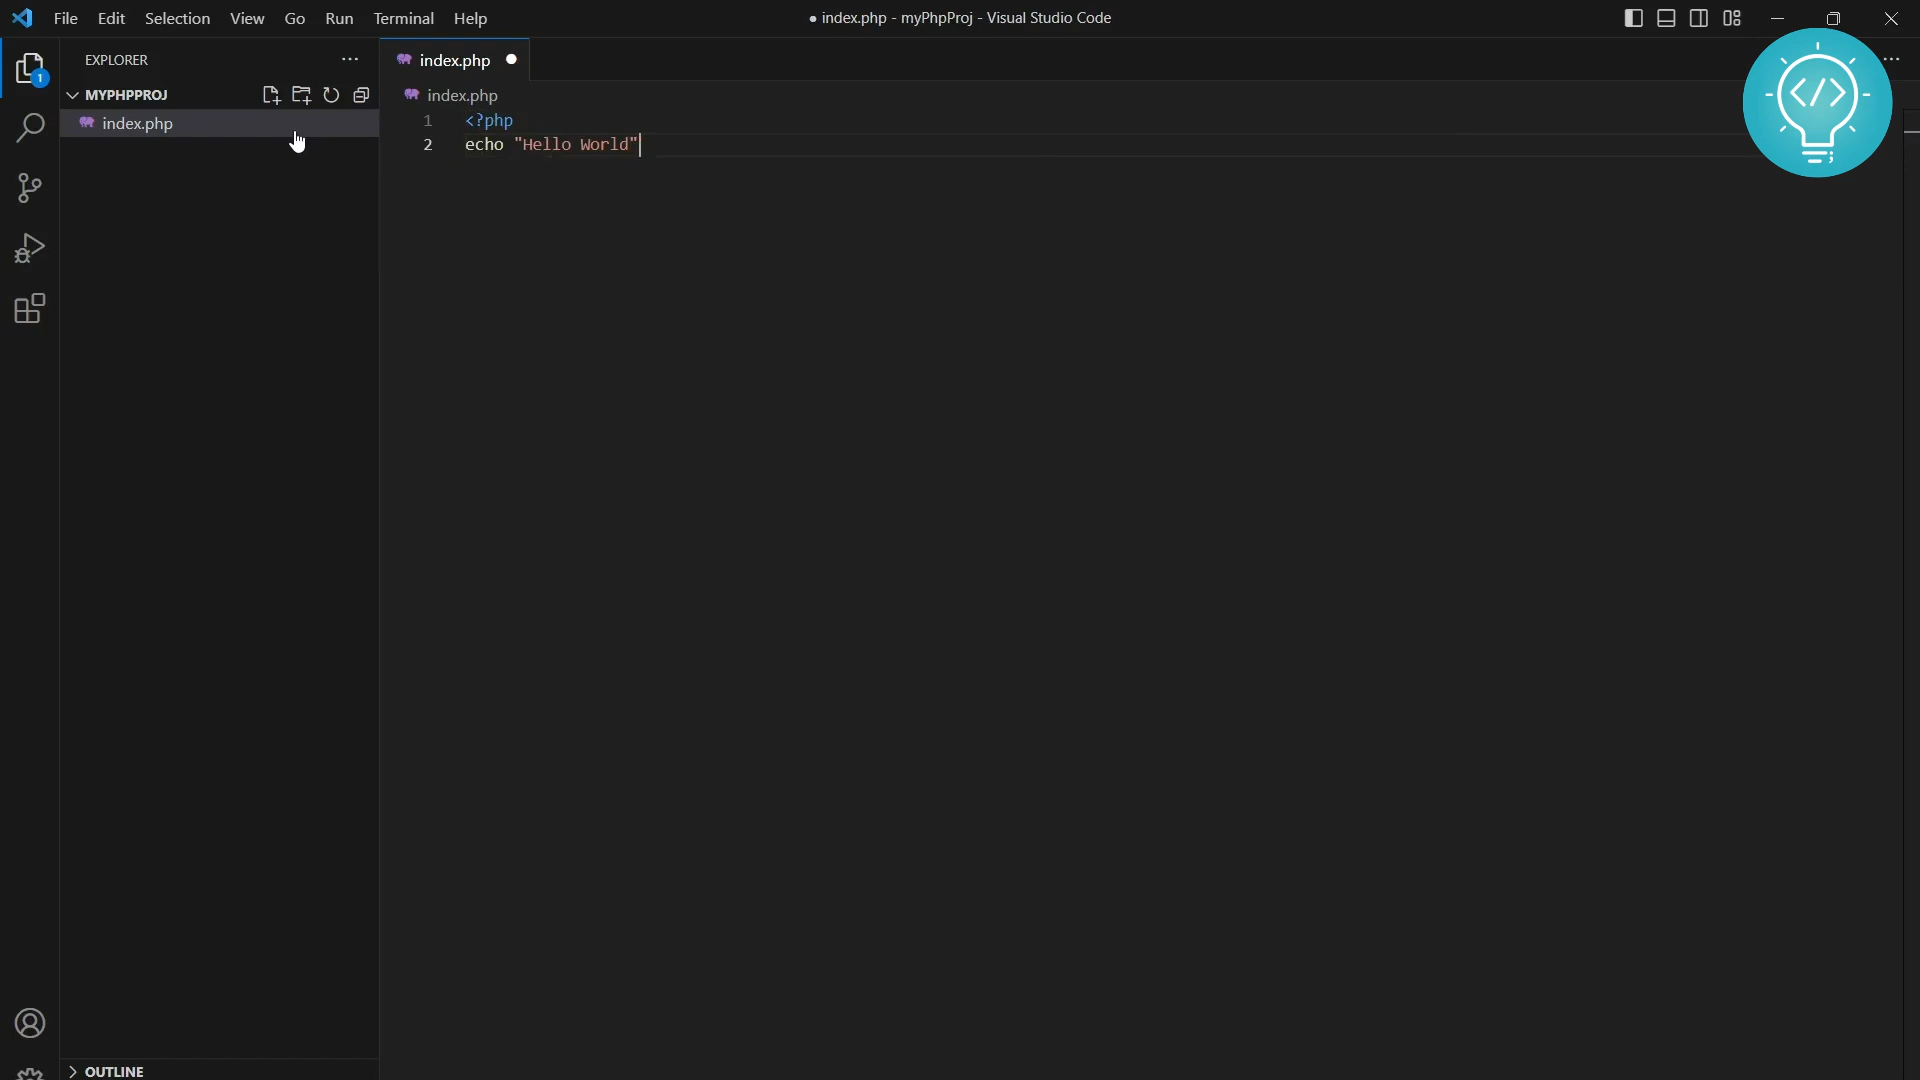 File Edit Selection View Go Run Terminal Help
● index.php - myPhpProj - Visual Studio Code
EXPLORER
index.php
1
MYPHPPROJ
index.php
index.php
1 <?php
2 echo "Hello World"
</>
;
OUTLINE